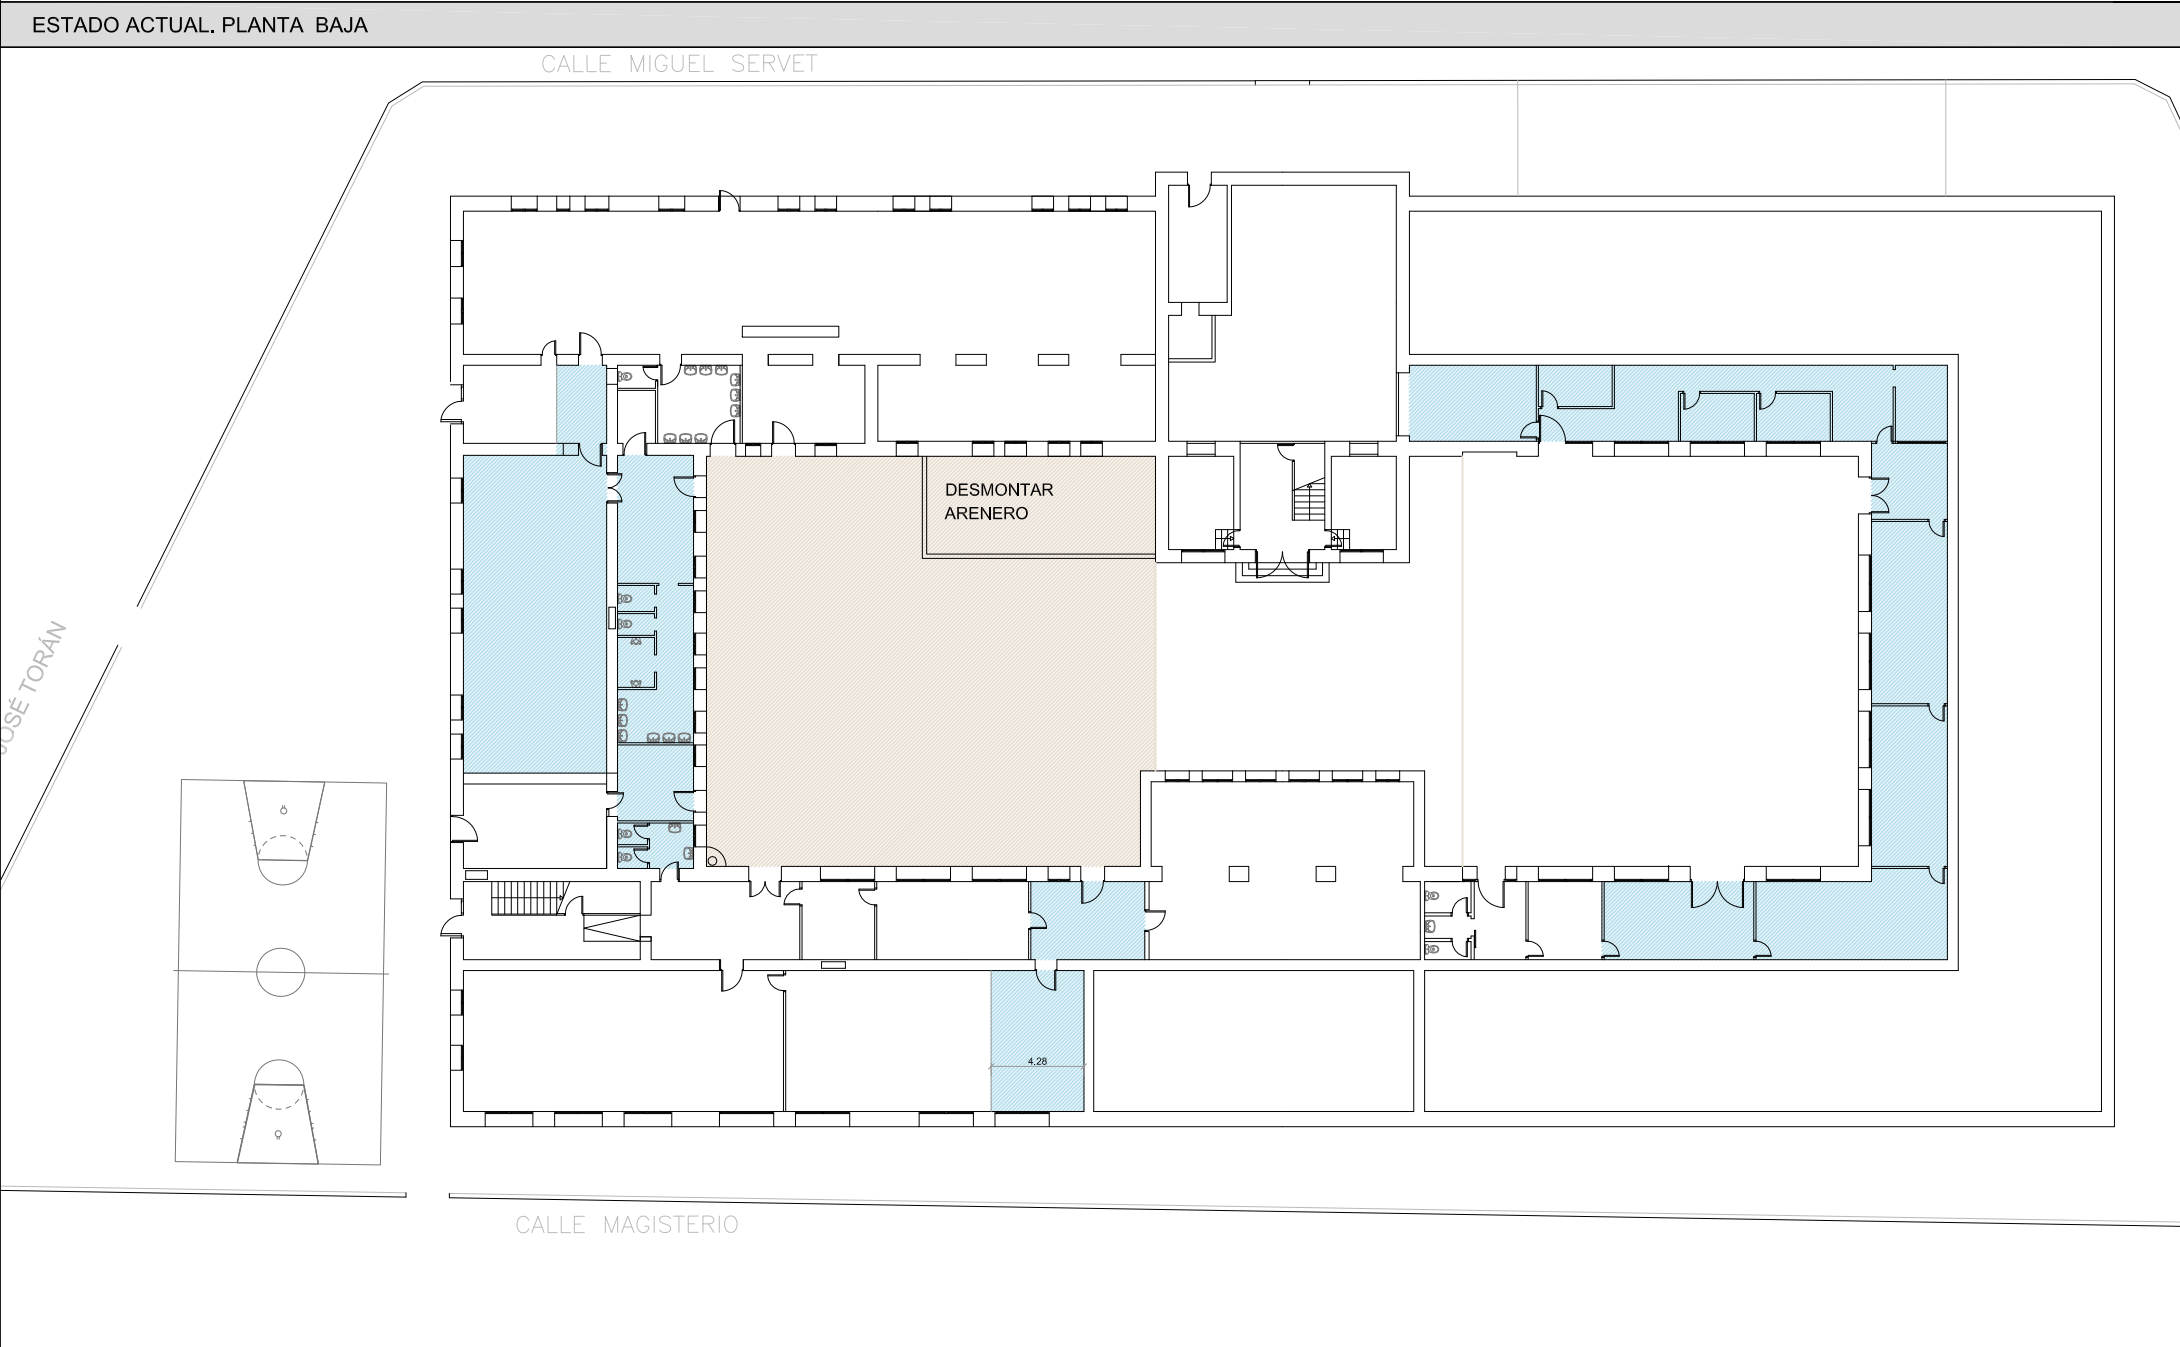 ESTADO ACTUAL. PLANTA BAJA
CALLE MIGUEL SERVET
DESMONTAR
ARENERO
JOSÉ TORÁN
4.28
CALLE MAGISTERIO